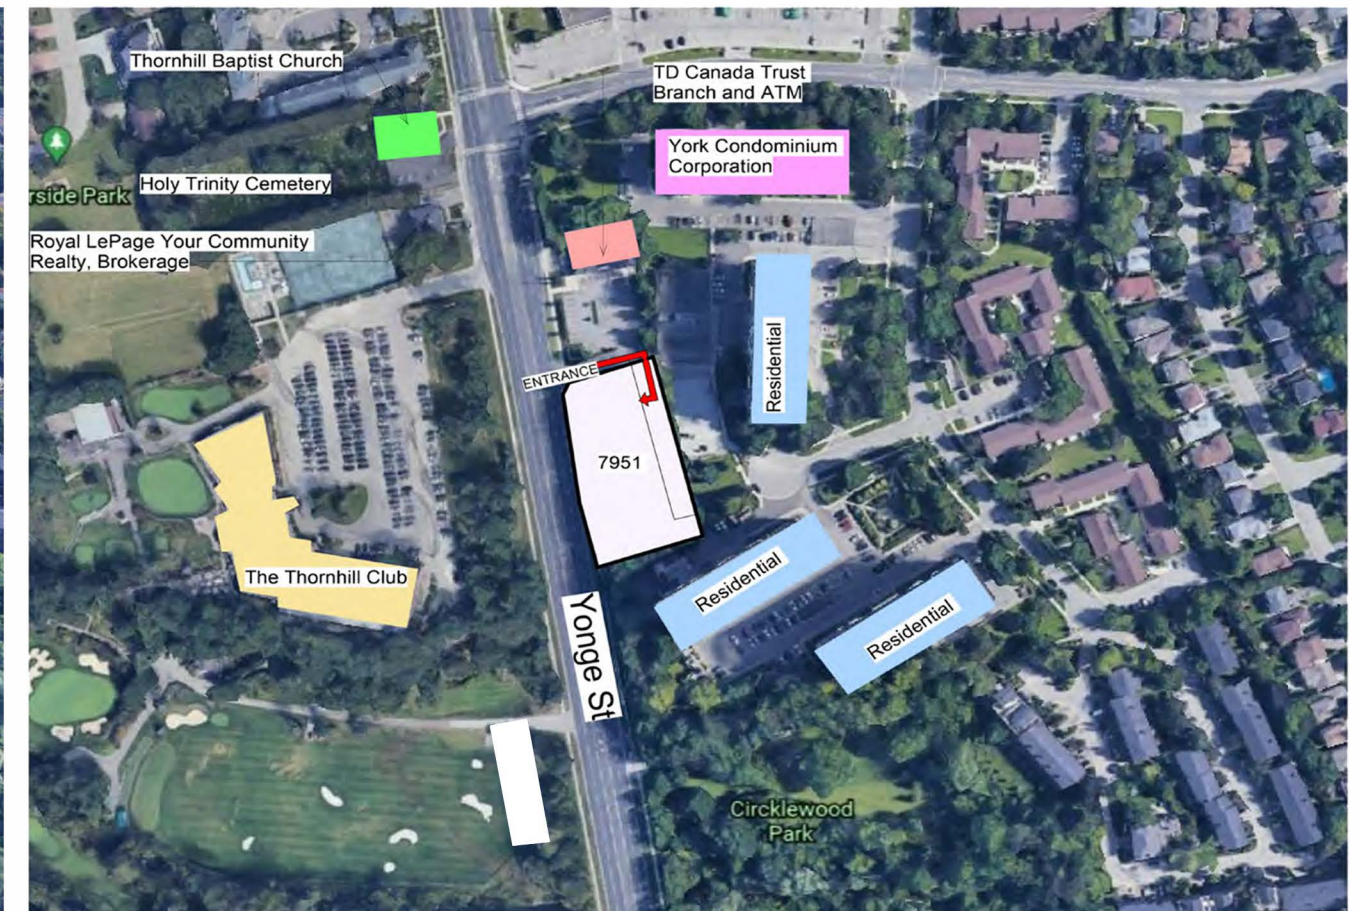 Thornhill Baptist Church
TD Canada Trust
Branch and ATM
York Condominium
Corporation
Holy Trinity Cemetery
rside Park
Royal LePage Your Community
Realty, Brokerage
Residential
ENTRANCE
7951
The Thornhill Club
Residential
Residential
Yonge St
Circklewood
Park